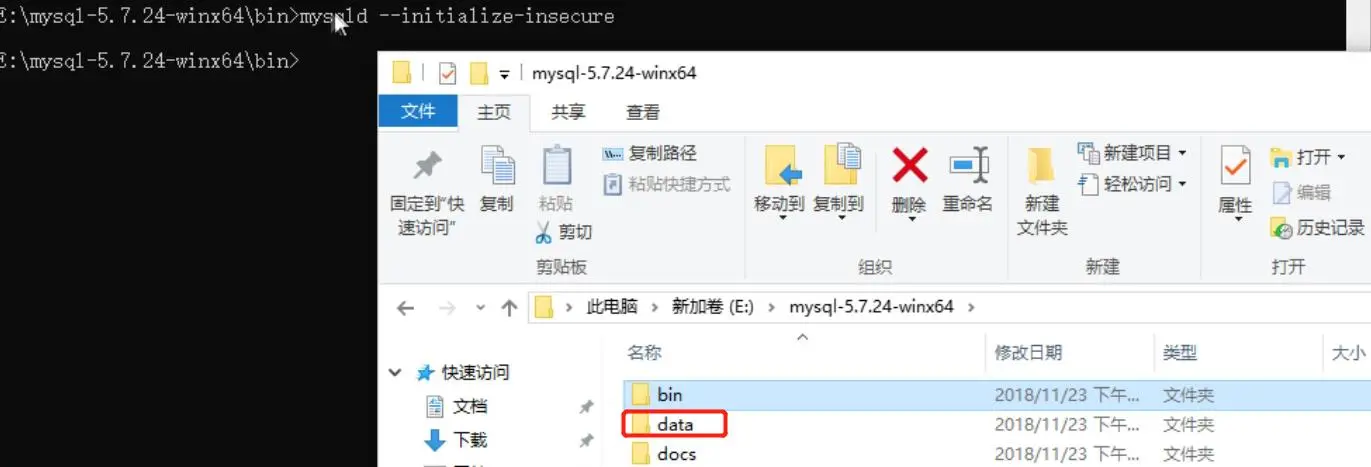 E:\mysql-5.7.24-winx64\bin>mysqld --initialize-insecure
E:\mysql-5.7.24-winx64\bin>
mysql-5.7.24-winx64
文件 主页 共享 查看
固定到“快速访问” 复制 粘贴 复制路径 粘贴快捷方式 剪切 移动到 复制到 删除 重命名 新建文件夹 新建项目 轻松访问 属性 打开 编辑 历史记录
剪贴板 组织 新建 打开
此电脑 › 新加卷 (E:) › mysql-5.7.24-winx64 ›
名称 修改日期 类型 大小
快速访问
bin 2018/11/23 下午... 文件夹
文档
data 2018/11/23 下午... 文件夹
下载
docs 2018/11/23 下午... 文件夹